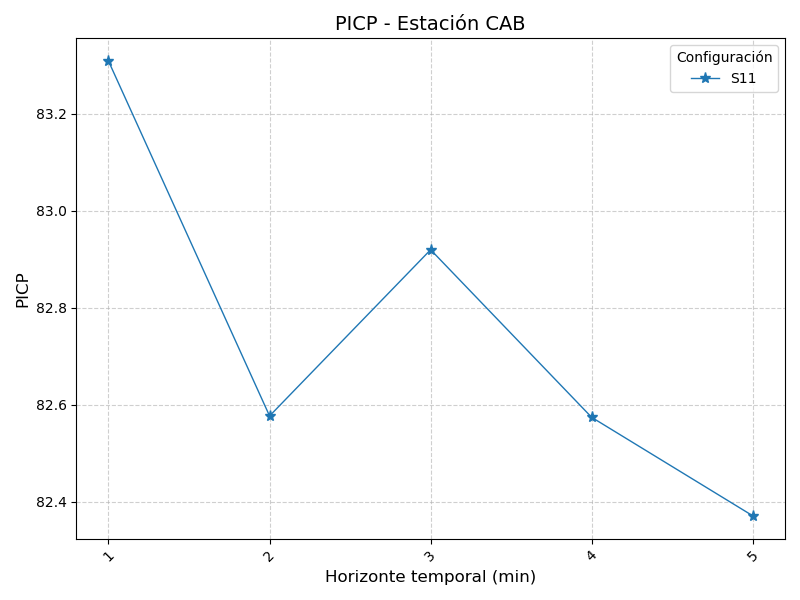 PICP - Estación CAB
Configuración
S11
83.2
83.0
82.8
82.6
82.4
PICP
1
2
3
4
5
Horizonte temporal (min)